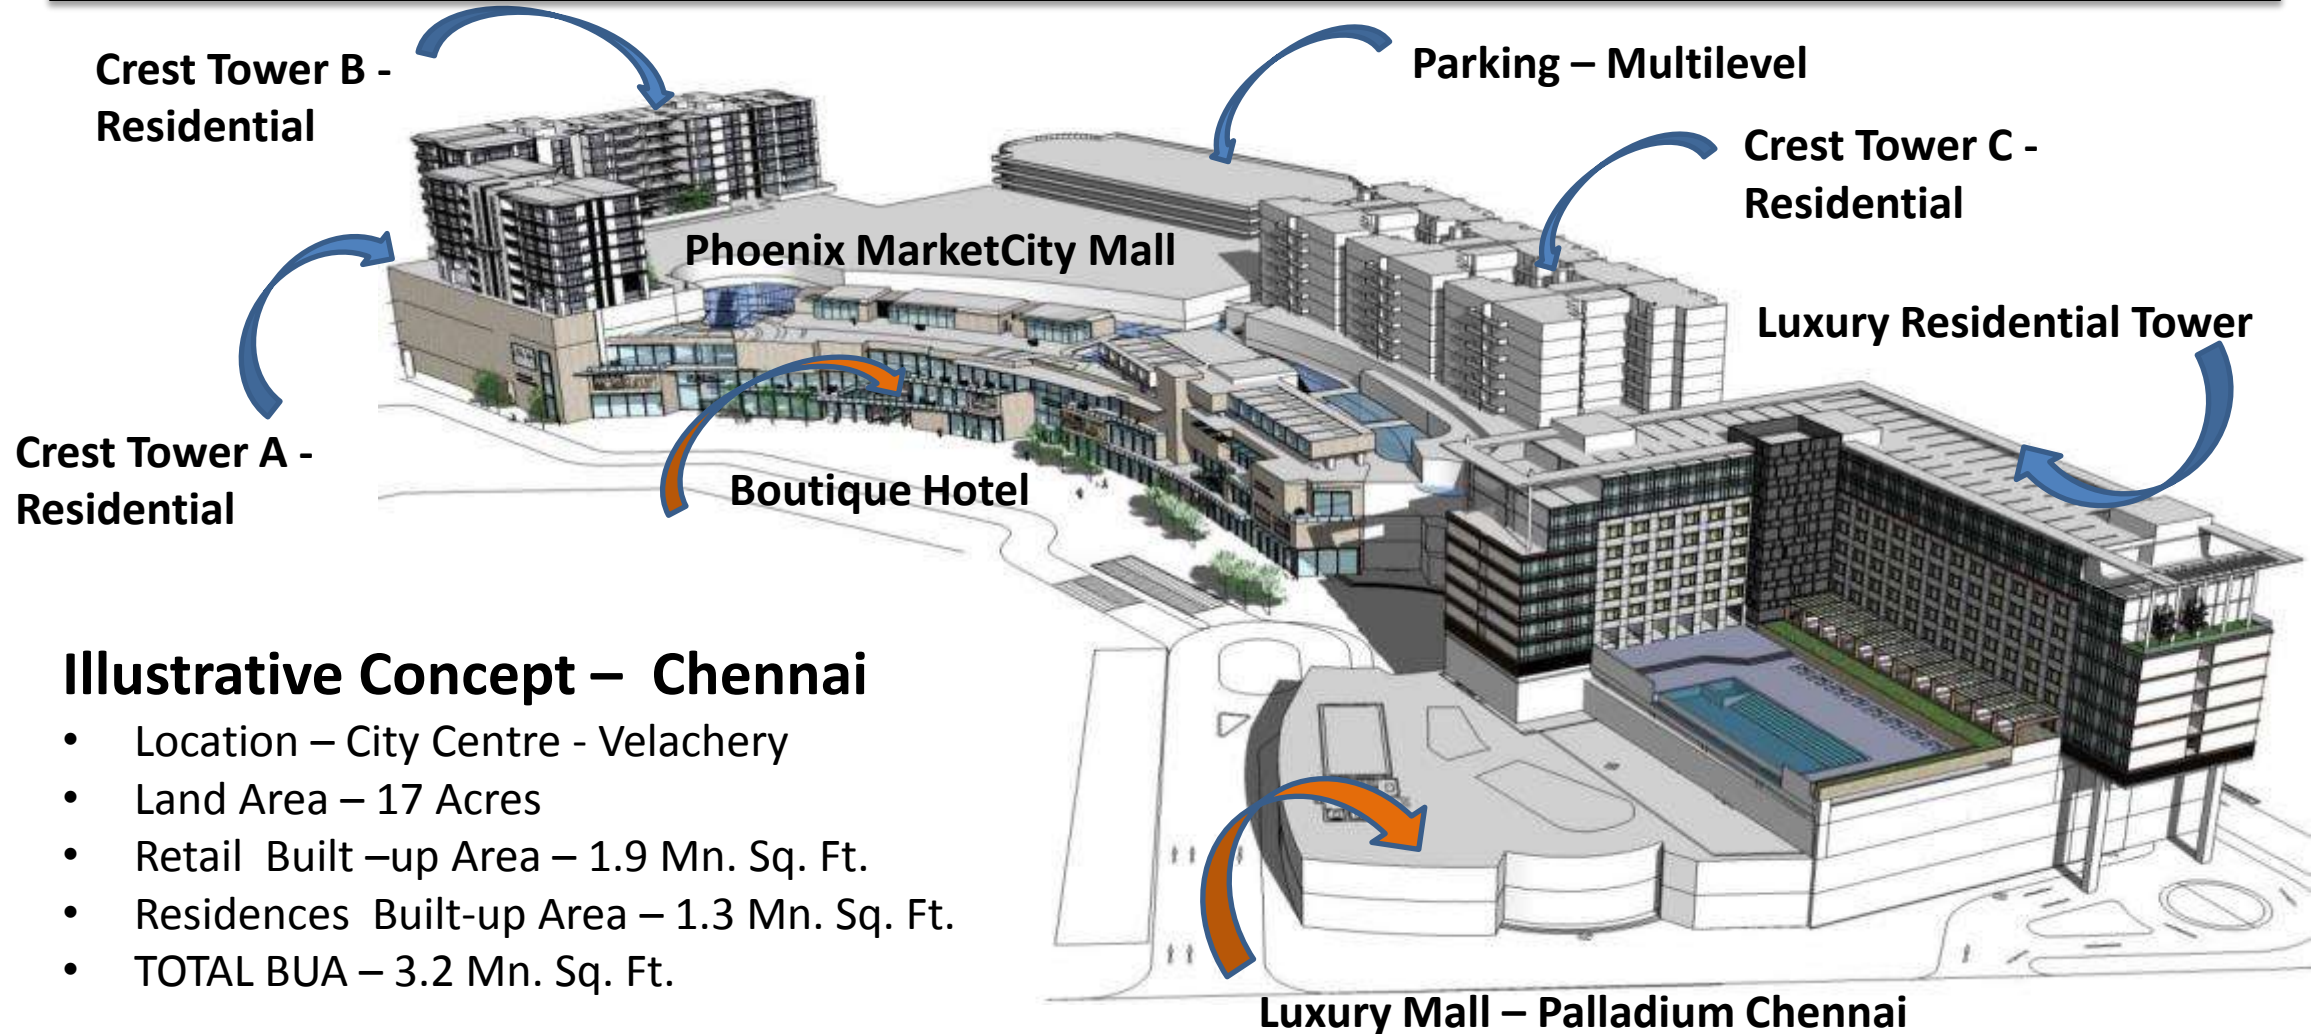 Crest Tower B -
Residential
Parking – Multilevel
Crest Tower C -
Residential
Phoenix MarketCity Mall
Luxury Residential Tower
Crest Tower A -
Residential
Boutique Hotel
Illustrative Concept –  Chennai
• Location – City Centre - Velachery
• Land Area – 17 Acres
• Retail  Built –up Area – 1.9 Mn. Sq. Ft.
• Residences  Built-up Area – 1.3 Mn. Sq. Ft.
• TOTAL BUA – 3.2 Mn. Sq. Ft.
Luxury Mall – Palladium Chennai